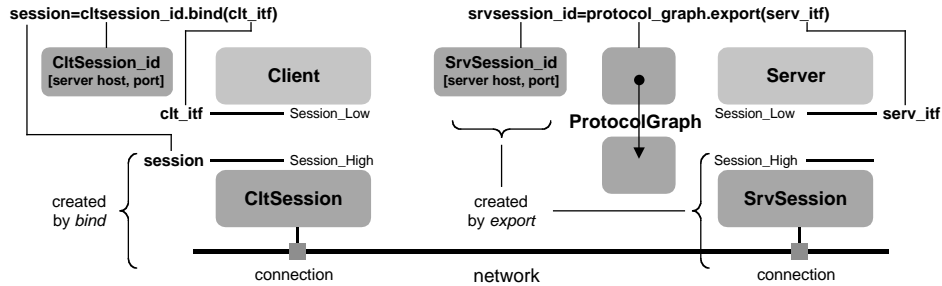 session=cltsession_id.bind(clt_itf)
srvsession_id=protocol_graph.export(serv_itf)
CltSession_id
[server host, port]
Client
SrvSession_id
[server host, port]
Server
clt_itf
Session_Low
ProtocolGraph
Session_Low
serv_itf
session
Session_High
Session_High
created
by bind
CltSession
created
by export
SrvSession
connection
network
connection